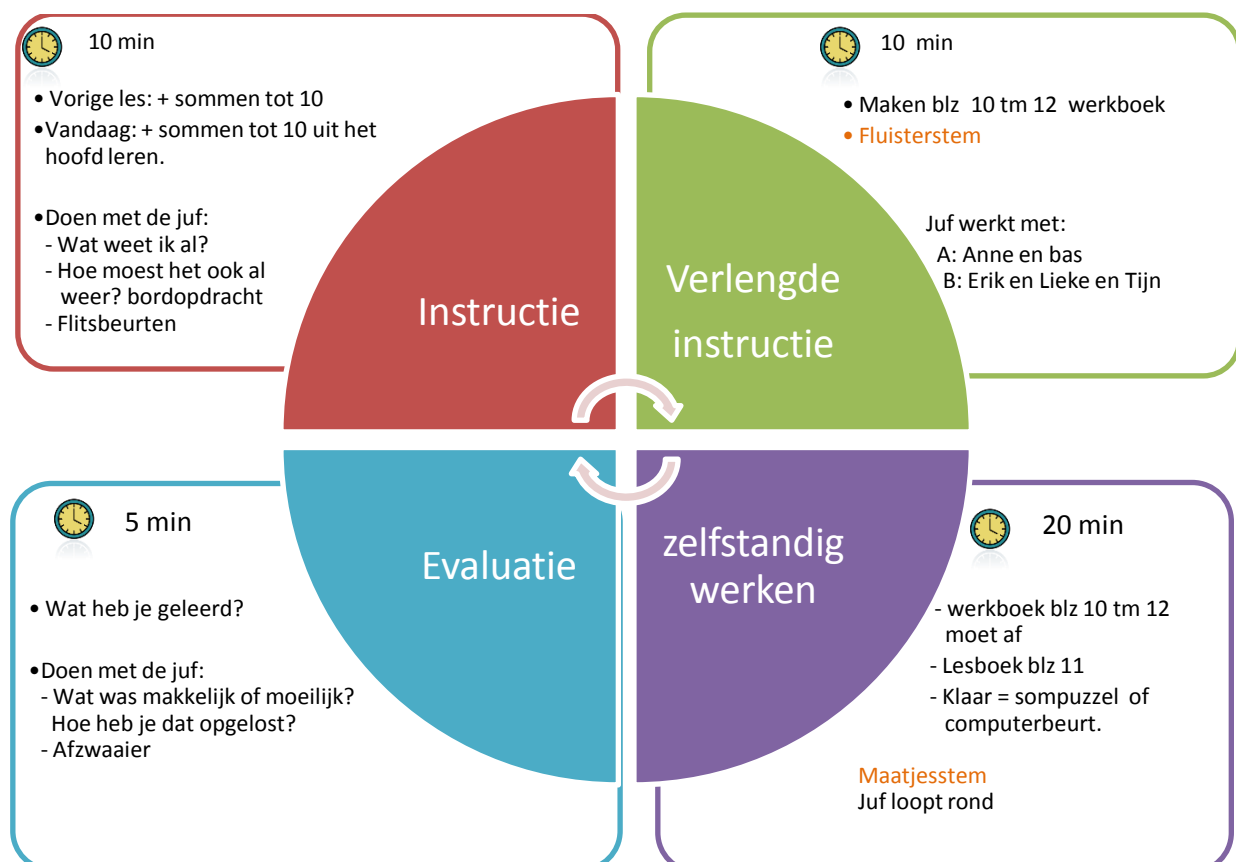 10 min
• Vorige les: + sommen tot 10
•Vandaag: + sommen tot 10 uit het
hoofd leren.
•Doen met de juf:
- Wat weet ik al?
- Hoe moest het ook al
weer? bordopdracht
- Flitsbeurten
Instructie
10 min
• Maken blz 10 tm 12 werkboek
• Fluisterstem
Juf werkt met:
A: Anne en bas
B: Erik en Lieke en Tijn
Verlengde
instructie
5 min
• Wat heb je geleerd?
•Doen met de juf:
- Wat was makkelijk of moeilijk?
Hoe heb je dat opgelost?
- Afzwaaier
Evaluatie
zelfstandig
werken
20 min
- werkboek blz 10 tm 12
moet af
- Lesboek blz 11
- Klaar = sompuzzel of
computerbeurt.
Maatjesstem
Juf loopt rond